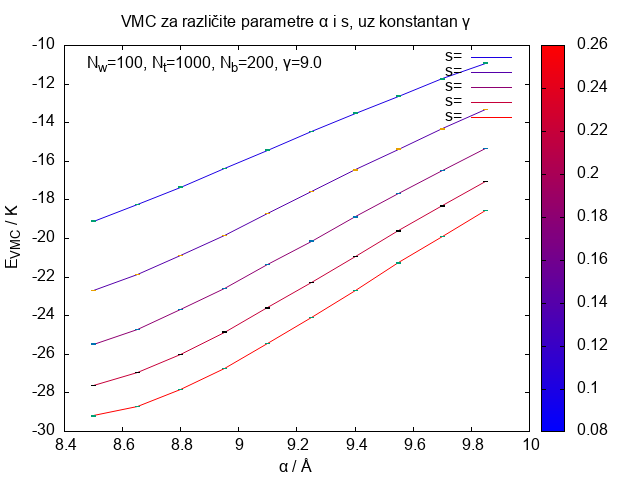 VMC za različite parametre α i s, uz konstantan γ
N_w=100, N_t=1000, N_b=200, γ=9.0
s=
s=
s=
s=
s=
E_VMC / K
-10
-12
-14
-16
-18
-20
-22
-24
-26
-28
-30
8.4 8.6 8.8 9 9.2 9.4 9.6 9.8 10
α / Å
0.26
0.24
0.22
0.2
0.18
0.16
0.14
0.12
0.1
0.08